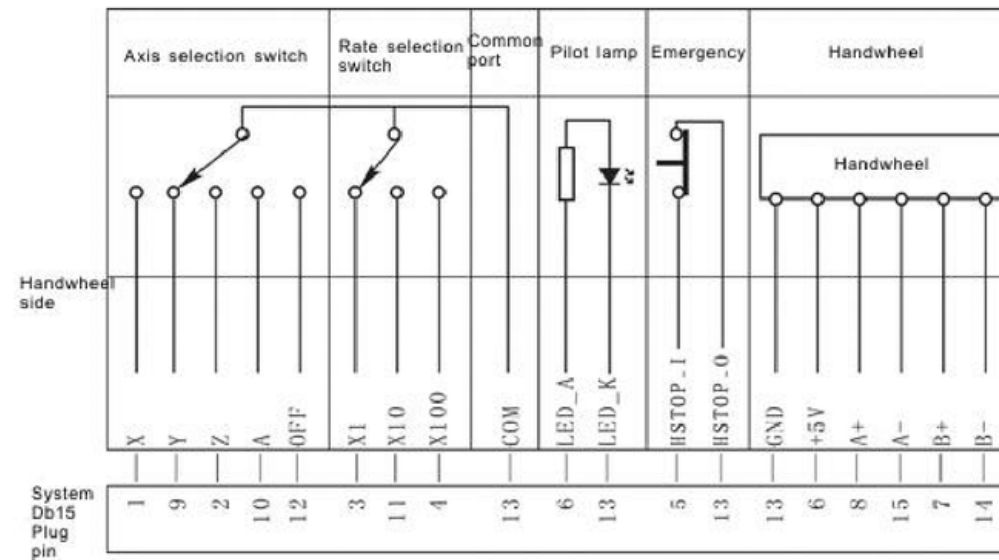 Axis selection switch
Rate selection
switch
Common
port
Pilot lamp
Emergency
Handwheel
Handwheel
Handwheel
side
X
Y
Z
A
OFF
X1
X10
X100
COM
LED_A
LED_K
HSTOP-I
HSTOP-O
GND
+5V
A+
A-
B+
B-
System
Db15
Plug
pin
1
9
2
10
12
3
11
4
13
6
13
5
13
13
6
8
15
7
14